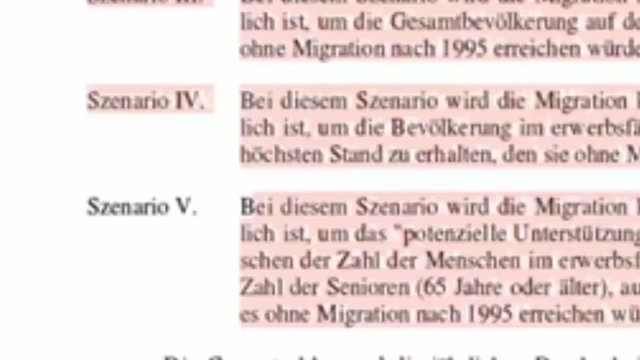 Szenario III.
Bei diesem Szenario wird die Migration
lich ist, um die Gesamtbevölkerung auf
ohne Migration nach 1995 erreichen würde
Szenario IV.
Bei diesem Szenario wird die Migration
lich ist, um die Bevölkerung im erwerbsfä
höchsten Stand zu erhalten, den sie ohne M
Szenario V.
Bei diesem Szenario wird die Migration
lich ist, um das "potenzielle Unterstützung
schen der Zahl der Menschen im erwerbsf
Zahl der Senioren (65 Jahre oder älter), au
es ohne Migration nach 1995 erreichen wü